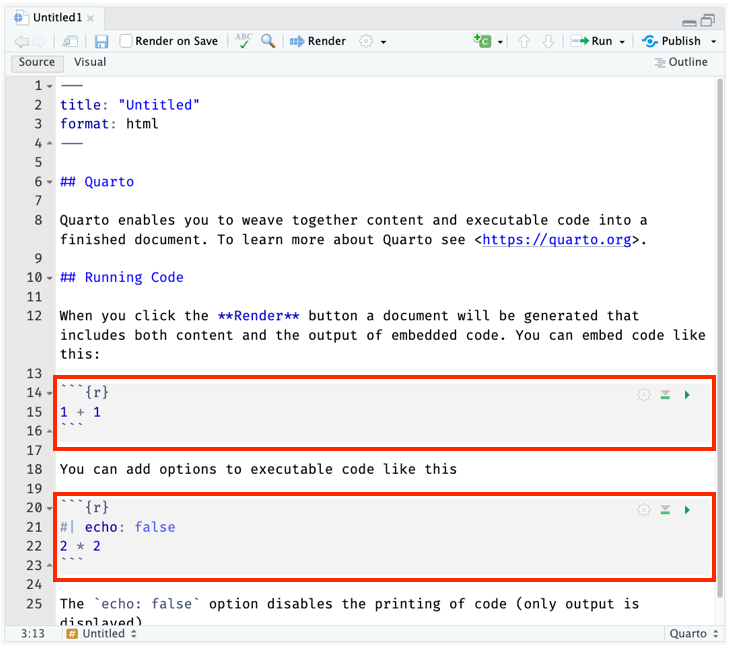 Untitled1
Render on Save ABC Render Run Publish
Source Visual Outline
1 ---
2 title: "Untitled"
3 format: html
4 ---
5
6 ## Quarto
7
8 Quarto enables you to weave together content and executable code into a
finished document. To learn more about Quarto see <https://quarto.org>.
9
10 ## Running Code
11
12 When you click the **Render** button a document will be generated that
includes both content and the output of embedded code. You can embed code like
this:
13
14 ```{r}
15 1 + 1
16 ```
17
18 You can add options to executable code like this
19
20 ```{r}
21 #| echo: false
22 2 * 2
23 ```
24
25 The `echo: false` option disables the printing of code (only output is
displayed)
3:13 # Untitled Quarto